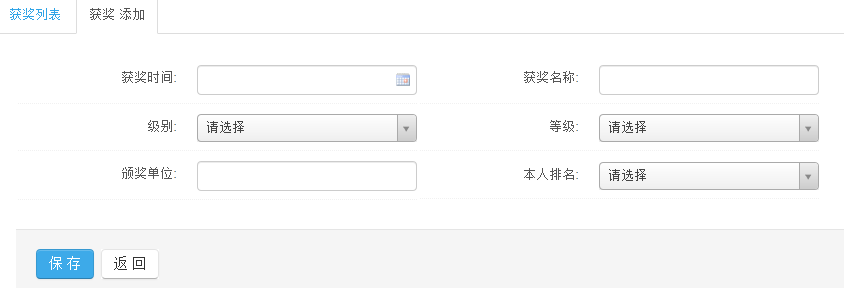 获奖列表 获奖 添加
获奖时间: 获奖名称:
级别: 请选择 等级: 请选择
颁奖单位: 本人排名: 请选择
保 存 返 回